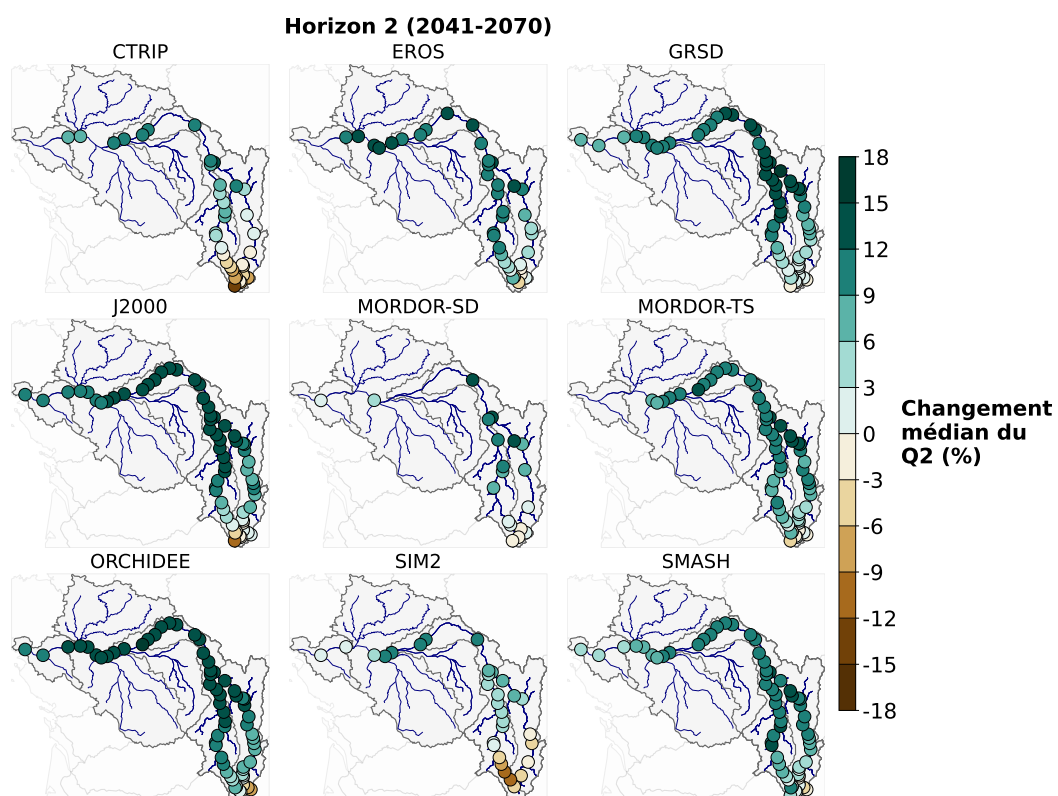 Horizon 2 (2041-2070)
CTRIP
EROS
GRSD
J2000
MORDOR-SD
MORDOR-TS
ORCHIDEE
SIM2
SMASH
18
15
12
9
6
3
0
-3
-6
-9
-12
-15
-18
Changement
médian du
Q2 (%)